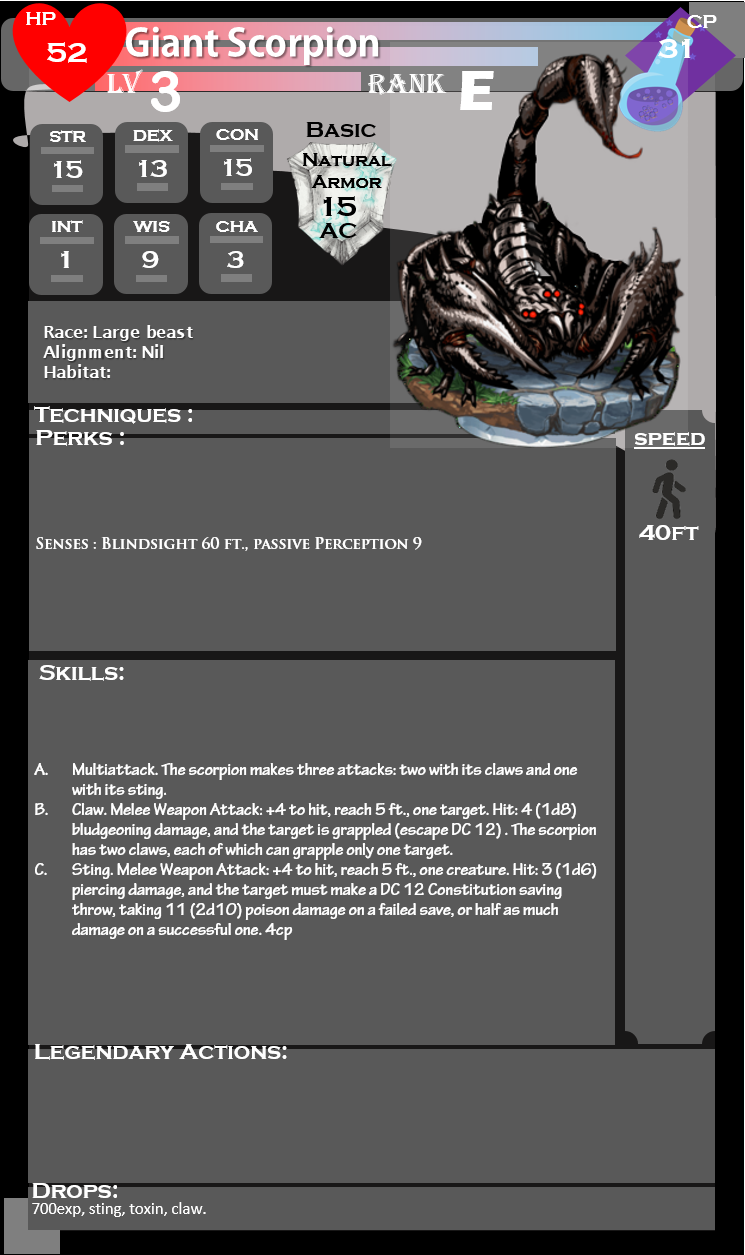 HP
52
Giant Scorpion
CP
31
LV 3
RANK E
STR
15
DEX
13
CON
15
INT
1
WIS
9
CHA
3
Basic
Natural
Armor
15
AC
Race: Large beast
Alignment: Nil
Habitat:
Techniques :
Perks :
Senses : Blindsight 60 ft., passive Perception 9
SPEED
40FT
Skills:
A. Multiattack. The scorpion makes three attacks: two with its claws and one
with its sting.
B. Claw. Melee Weapon Attack: +4 to hit, reach 5 ft., one target. Hit: 4 (1d8)
bludgeoning damage, and the target is grappled (escape DC 12) . The scorpion
has two claws, each of which can grapple only one target.
C. Sting. Melee Weapon Attack: +4 to hit, reach 5 ft., one creature. Hit: 3 (1d6)
piercing damage, and the target must make a DC 12 Constitution saving
throw, taking 11 (2d10) poison damage on a failed save, or half as much
damage on a successful one. 4cp
Legendary Actions:
Drops:
700exp, sting, toxin, claw.